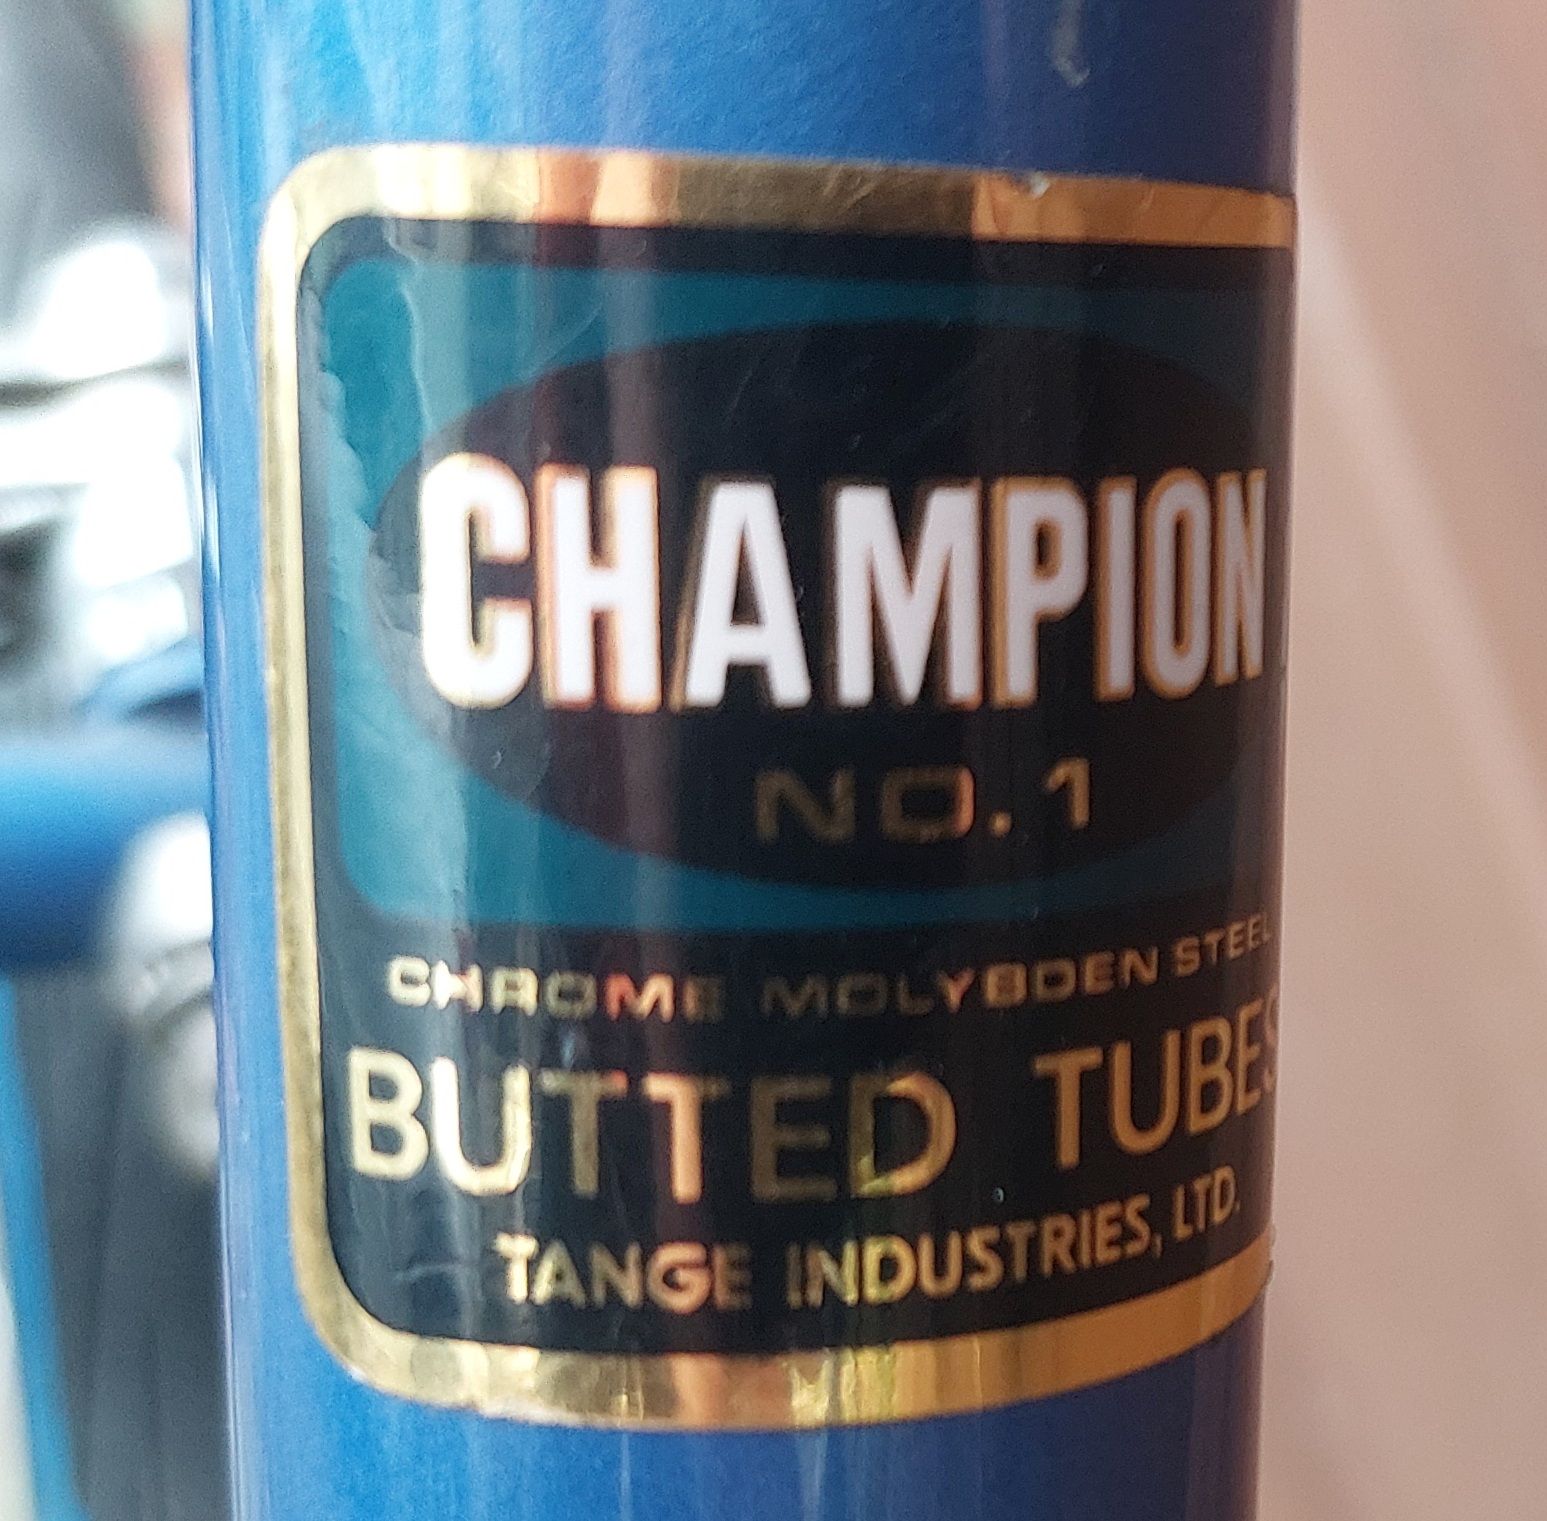 CHAMPION
NO. 1
CHROME MOLYBDEN STEEL
BUTTED TUBES
TANGE INDUSTRIES, LTD.